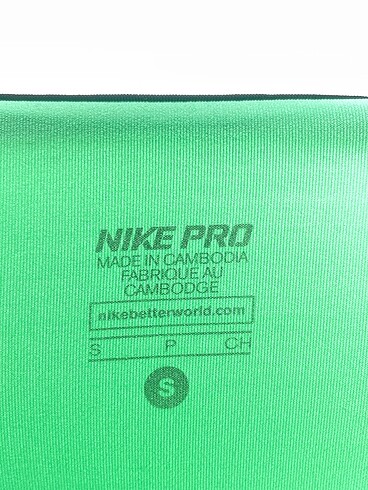 NIKE PRO
MADE IN CAMBODIA
FABRIQUE AU
CAMBODGE
nikebetterworld.com
S P CH
S